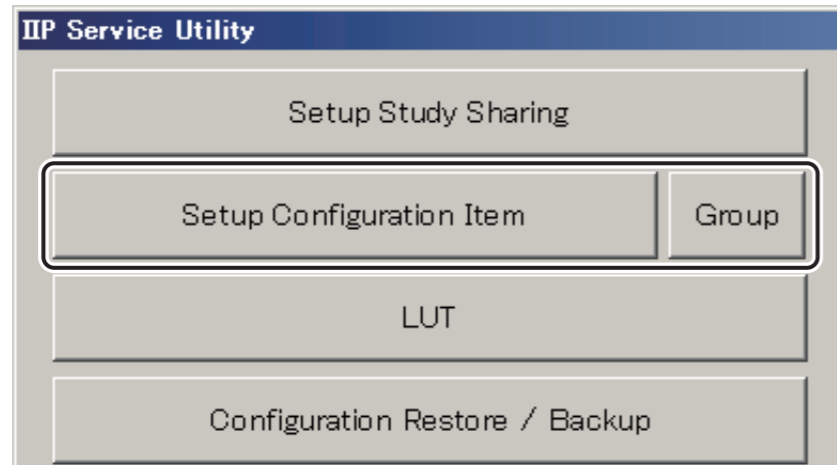 IIP Service Utility
Setup Study Sharing
Setup Configuration Item Group
LUT
Configuration Restore / Backup